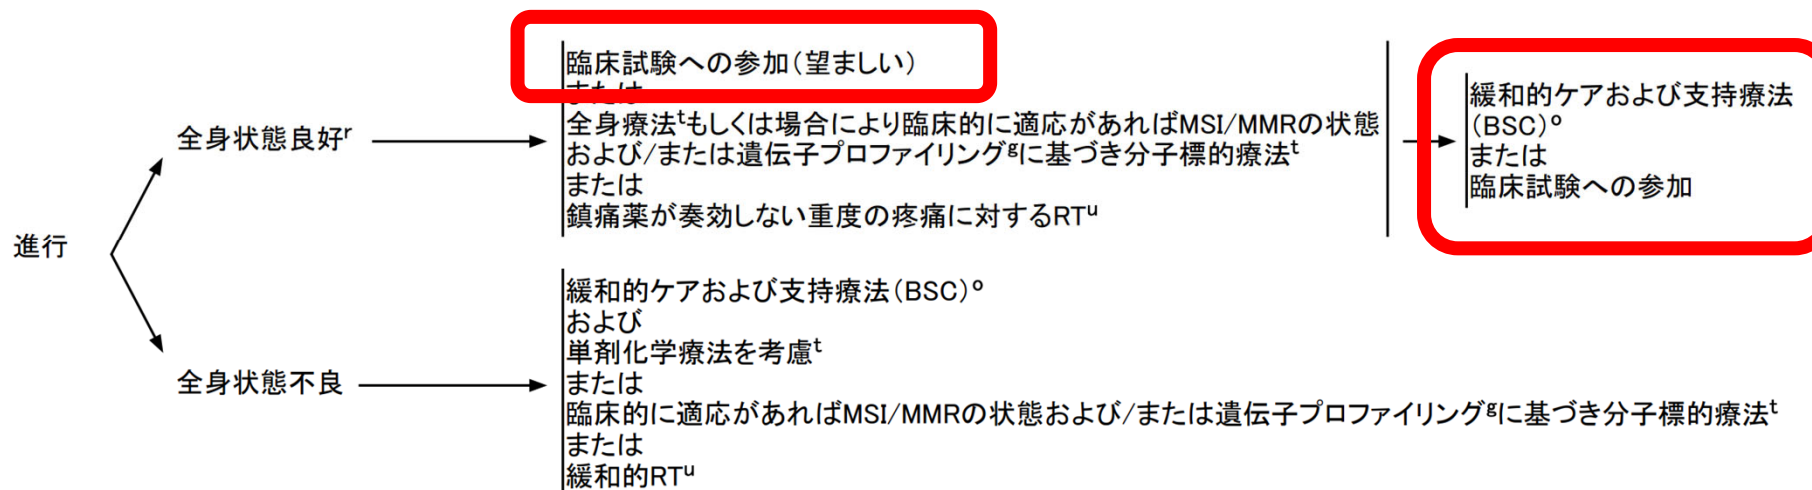 進行
全身状態良好r
臨床試験への参加（望ましい）
または
全身療法tもしくは場合により臨床的に適応があればMSI/MMRの状態
および/または遺伝子プロファイリングgに基づき分子標的療法t
または
鎮痛薬が奏効しない重度の疼痛に対するRTu
緩和的ケアおよび支持療法
（BSC）o
または
臨床試験への参加
全身状態不良
緩和的ケアおよび支持療法（BSC）o
および
単剤化学療法を考慮t
または
臨床的に適応があればMSI/MMRの状態および/または遺伝子プロファイリングgに基づき分子標的療法t
または
緩和的RTu